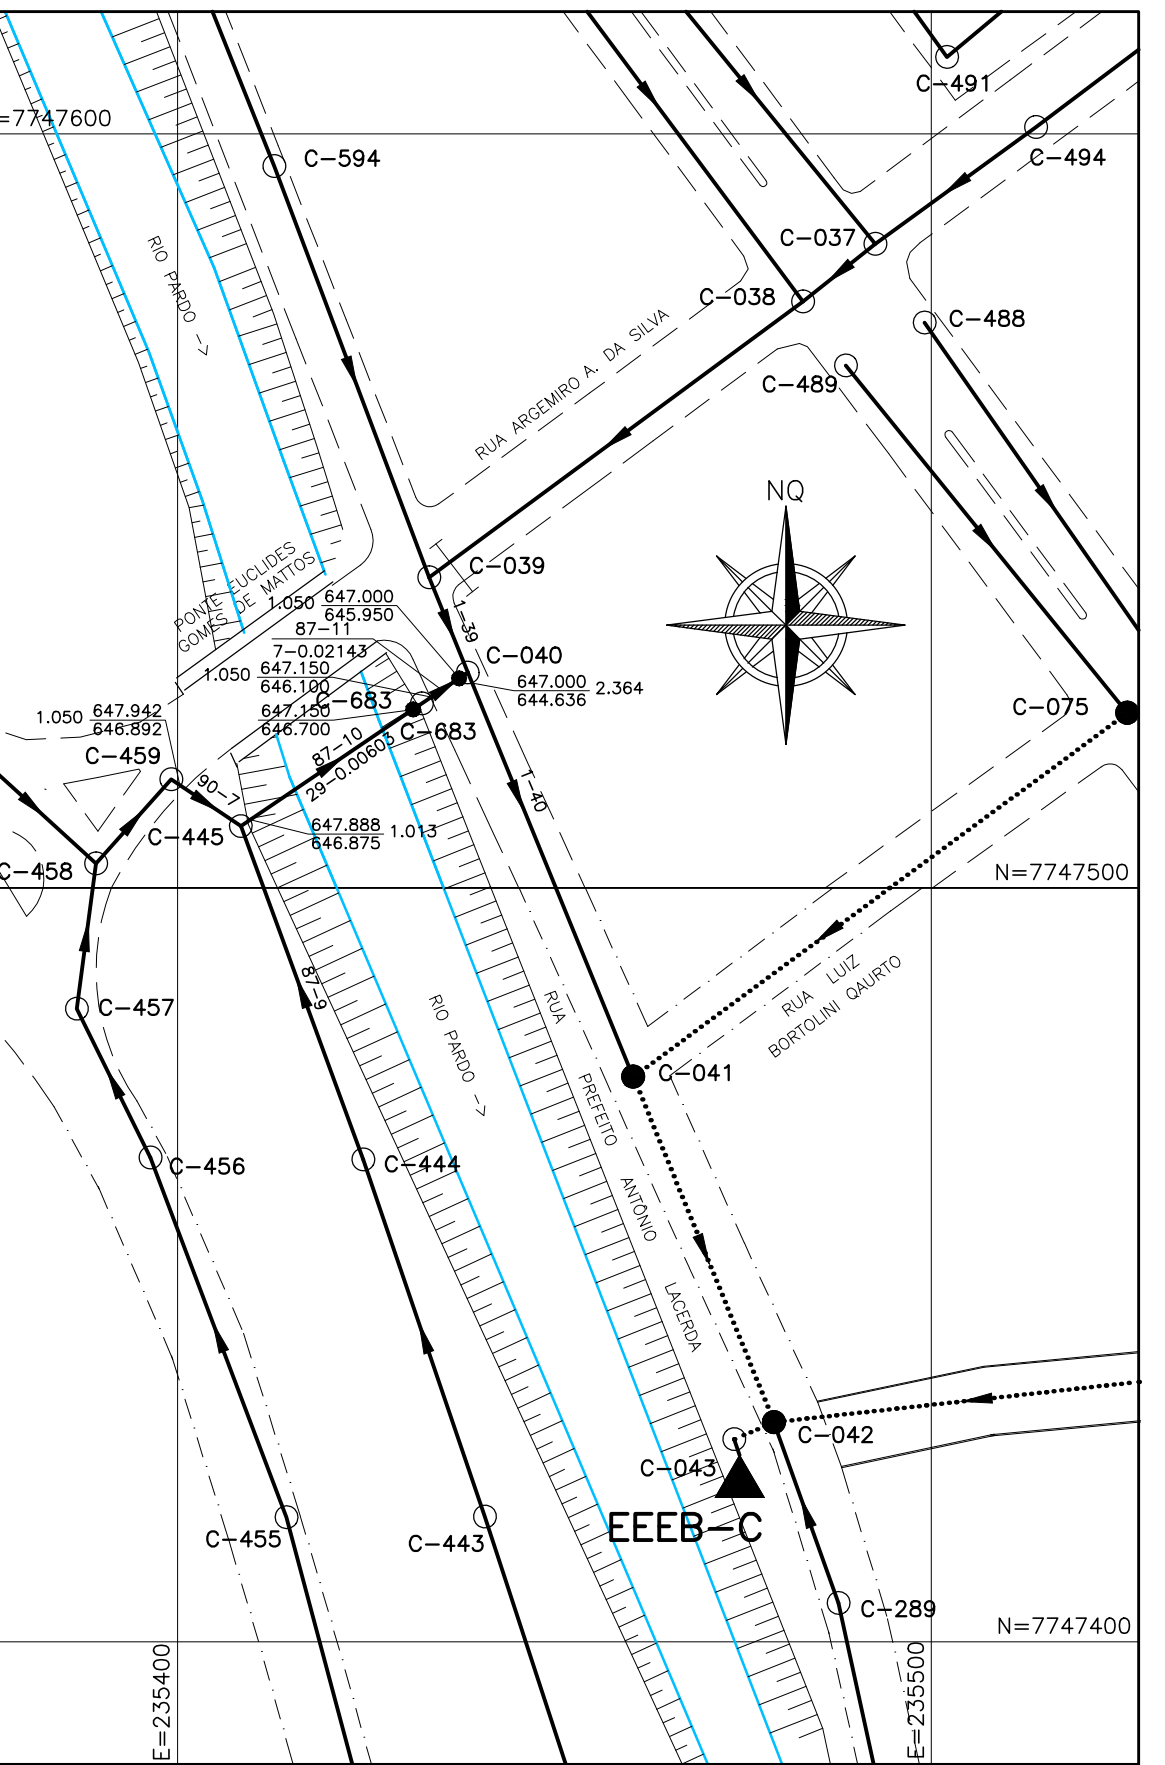 C-491
=7747600
C-594
C-494
C-037
C-038
RIO PARDO ->
C-488
RUA ARGEMIRO A. DA SILVA
C-489
NQ
PONTE EUCLIDES
GOMES DE MATTOS
C-039
1.050 647.000
645.950
1-39
87-11
7-0.02143
C-040
1.050 647.150
646.100
647.000 2.364
644.636
C-683
647.150
646.700
C-683
1.050 647.942
646.892
C-075
C-459
87-10
29-0.00603
90-7
1-40
C-445
647.888 1.013
646.875
C-458
N=7747500
87-9
C-457
RUA LUIZ
BORTOLINI QAURTO
RIO PARDO ->
RUA PREFEITO ANTÔNIO LACERDA
C-041
C-456
C-444
C-042
C-043
EEEB-C
C-455
C-443
C-289
N=7747400
E=235400
E=235500